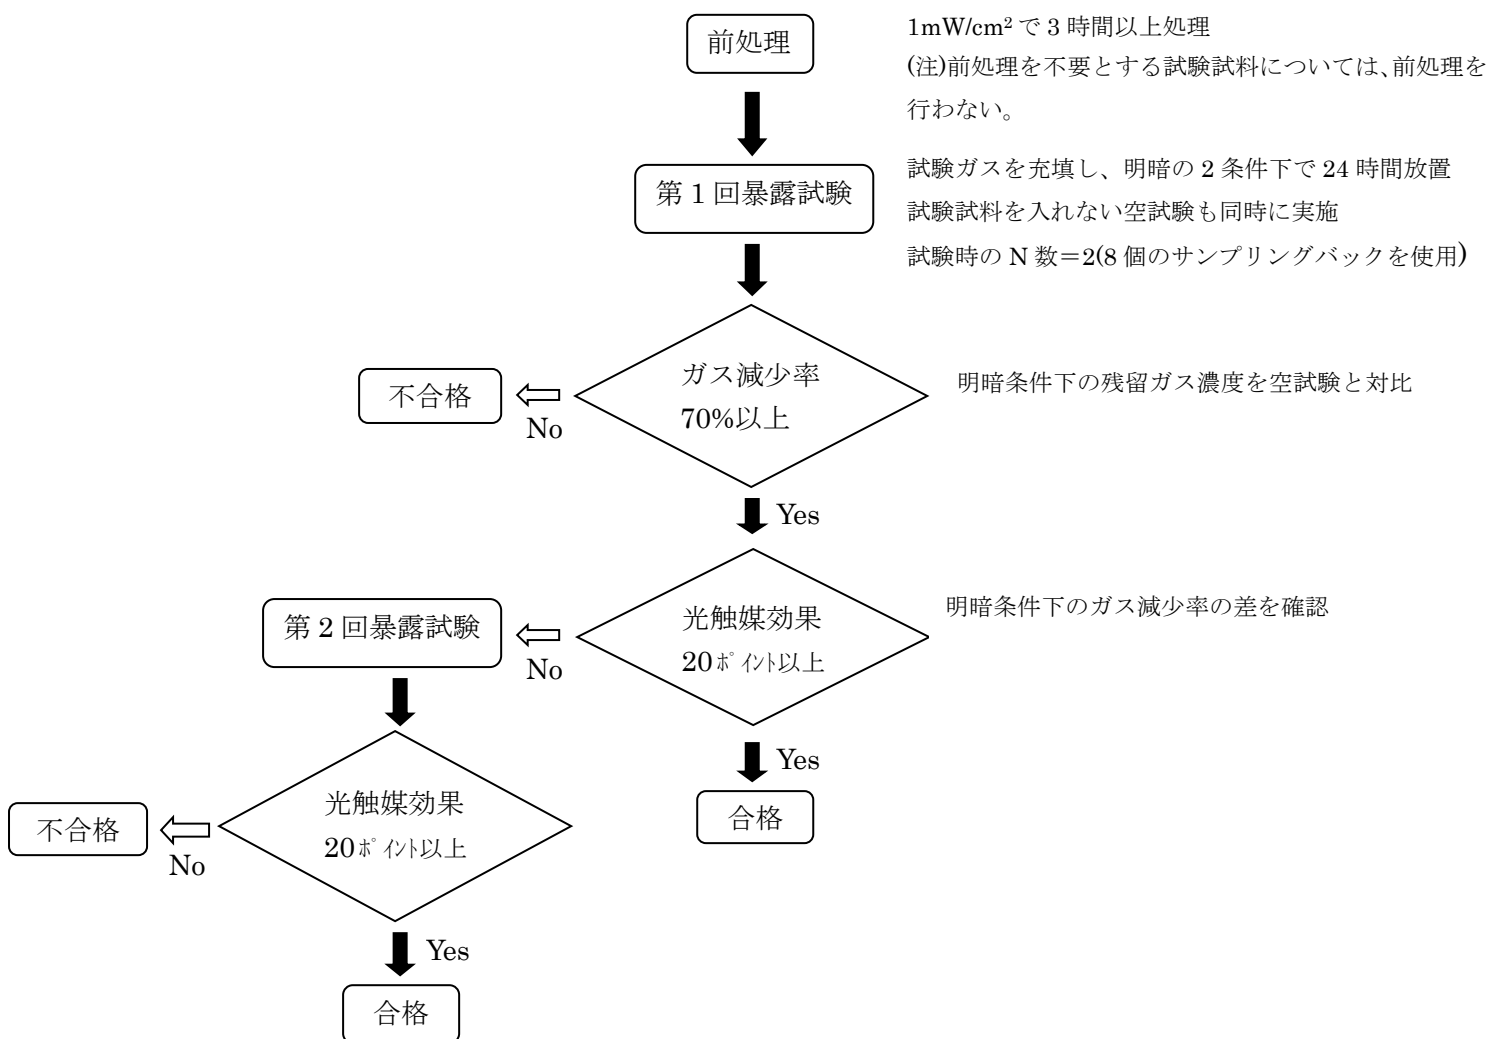 前処理
1mW/cm²で3時間以上処理
(注)前処理を不要とする試験試料については、前処理を
行わない。
第1回暴露試験
試験ガスを充填し、明暗の2条件下で24時間放置
試験試料を入れない空試験も同時に実施
試験時のN数＝2(8個のサンプリングバックを使用)
ガス減少率
70%以上
明暗条件下の残留ガス濃度を空試験と対比
不合格
No
Yes
光触媒効果
20ﾎﾟｲﾝﾄ以上
明暗条件下のガス減少率の差を確認
第2回暴露試験
No
Yes
合格
光触媒効果
20ﾎﾟｲﾝﾄ以上
不合格
No
Yes
合格